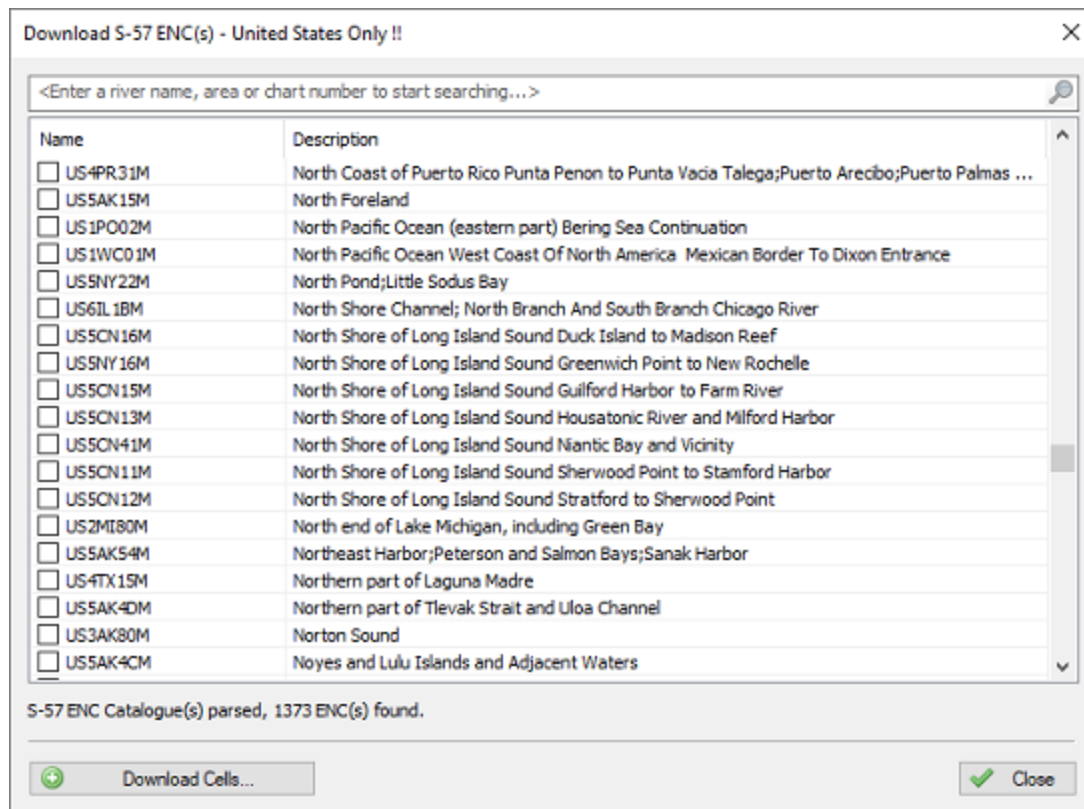 Download S-57 ENC(s) - United States Only !!
<Enter a river name, area or chart number to start searching...>
Name Description
US4PR31M North Coast of Puerto Rico Punta Penon to Punta Vacia Talega;Puerto Arecibo;Puerto Palmas ...
US5AK15M North Foreland
US1PO02M North Pacific Ocean (eastern part) Bering Sea Continuation
US1WC01M North Pacific Ocean West Coast Of North America  Mexican Border To Dixon Entrance
US5NY22M North Pond;Little Sodus Bay
US6IL1BM North Shore Channel; North Branch And South Branch Chicago River
US5CN16M North Shore of Long Island Sound Duck Island to Madison Reef
US5NY16M North Shore of Long Island Sound Greenwich Point to New Rochelle
US5CN15M North Shore of Long Island Sound Guilford Harbor to Farm River
US5CN13M North Shore of Long Island Sound Housatonic River and Milford Harbor
US5CN41M North Shore of Long Island Sound Niantic Bay and Vicinity
US5CN11M North Shore of Long Island Sound Sherwood Point to Stamford Harbor
US5CN12M North Shore of Long Island Sound Stratford to Sherwood Point
US2MI80M North end of Lake Michigan, including Green Bay
US5AK54M Northeast Harbor;Peterson and Salmon Bays;Sanak Harbor
US4TX15M Northern part of Laguna Madre
US5AK4DM Northern part of Tlevak Strait and Uloa Channel
US3AK80M Norton Sound
US5AK4CM Noyes and Lulu Islands and Adjacent Waters
S-57 ENC Catalogue(s) parsed, 1373 ENC(s) found.
Download Cells... Close